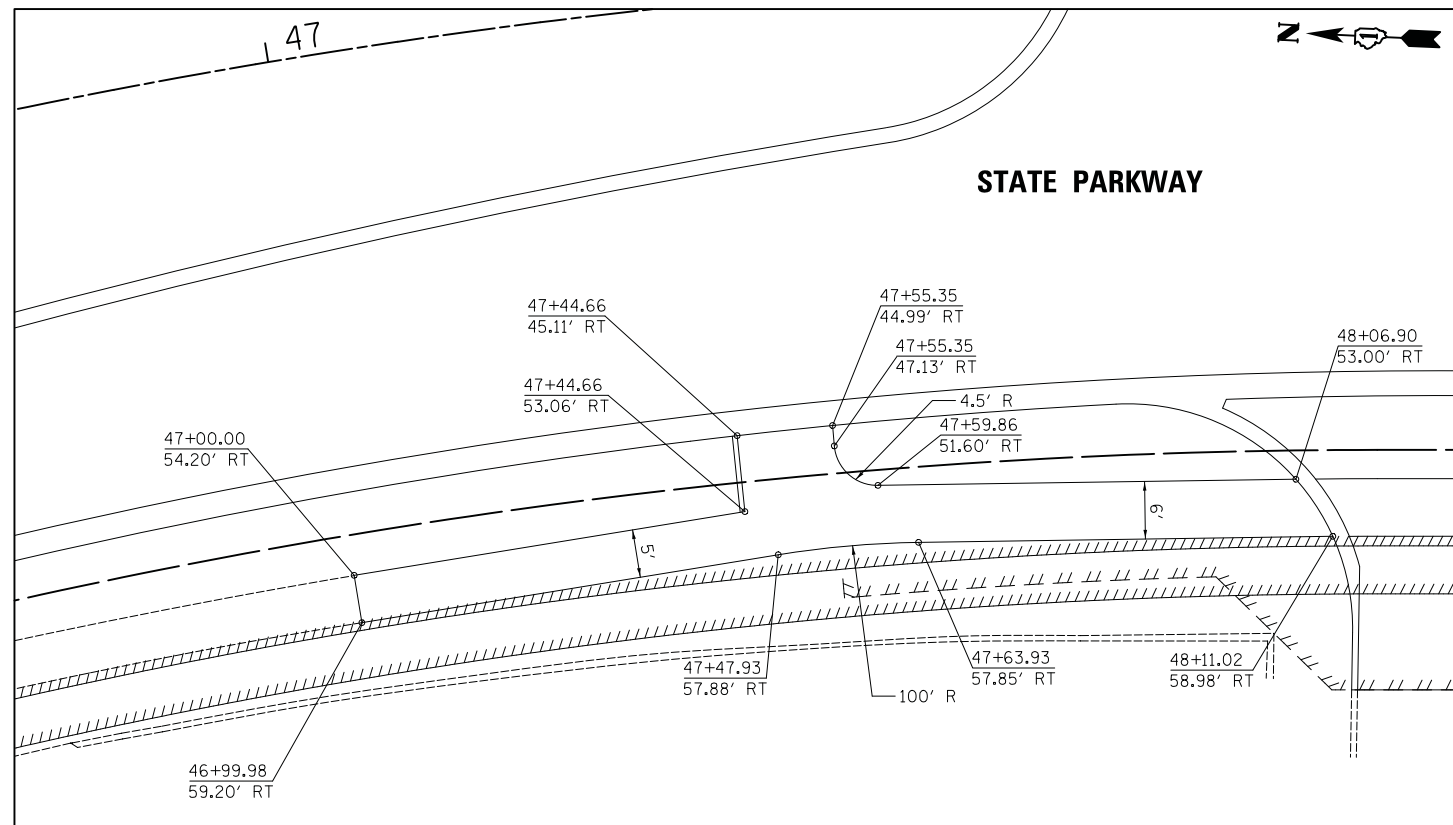 47
N
1
STATE PARKWAY
47+44.66
45.11' RT
47+55.35
44.99' RT
47+55.35
47.13' RT
48+06.90
53.00' RT
47+44.66
53.06' RT
4.5' R
47+59.86
51.60' RT
47+00.00
54.20' RT
6'
5'
47+47.93
57.88' RT
47+63.93
57.85' RT
48+11.02
58.98' RT
100' R
46+99.98
59.20' RT